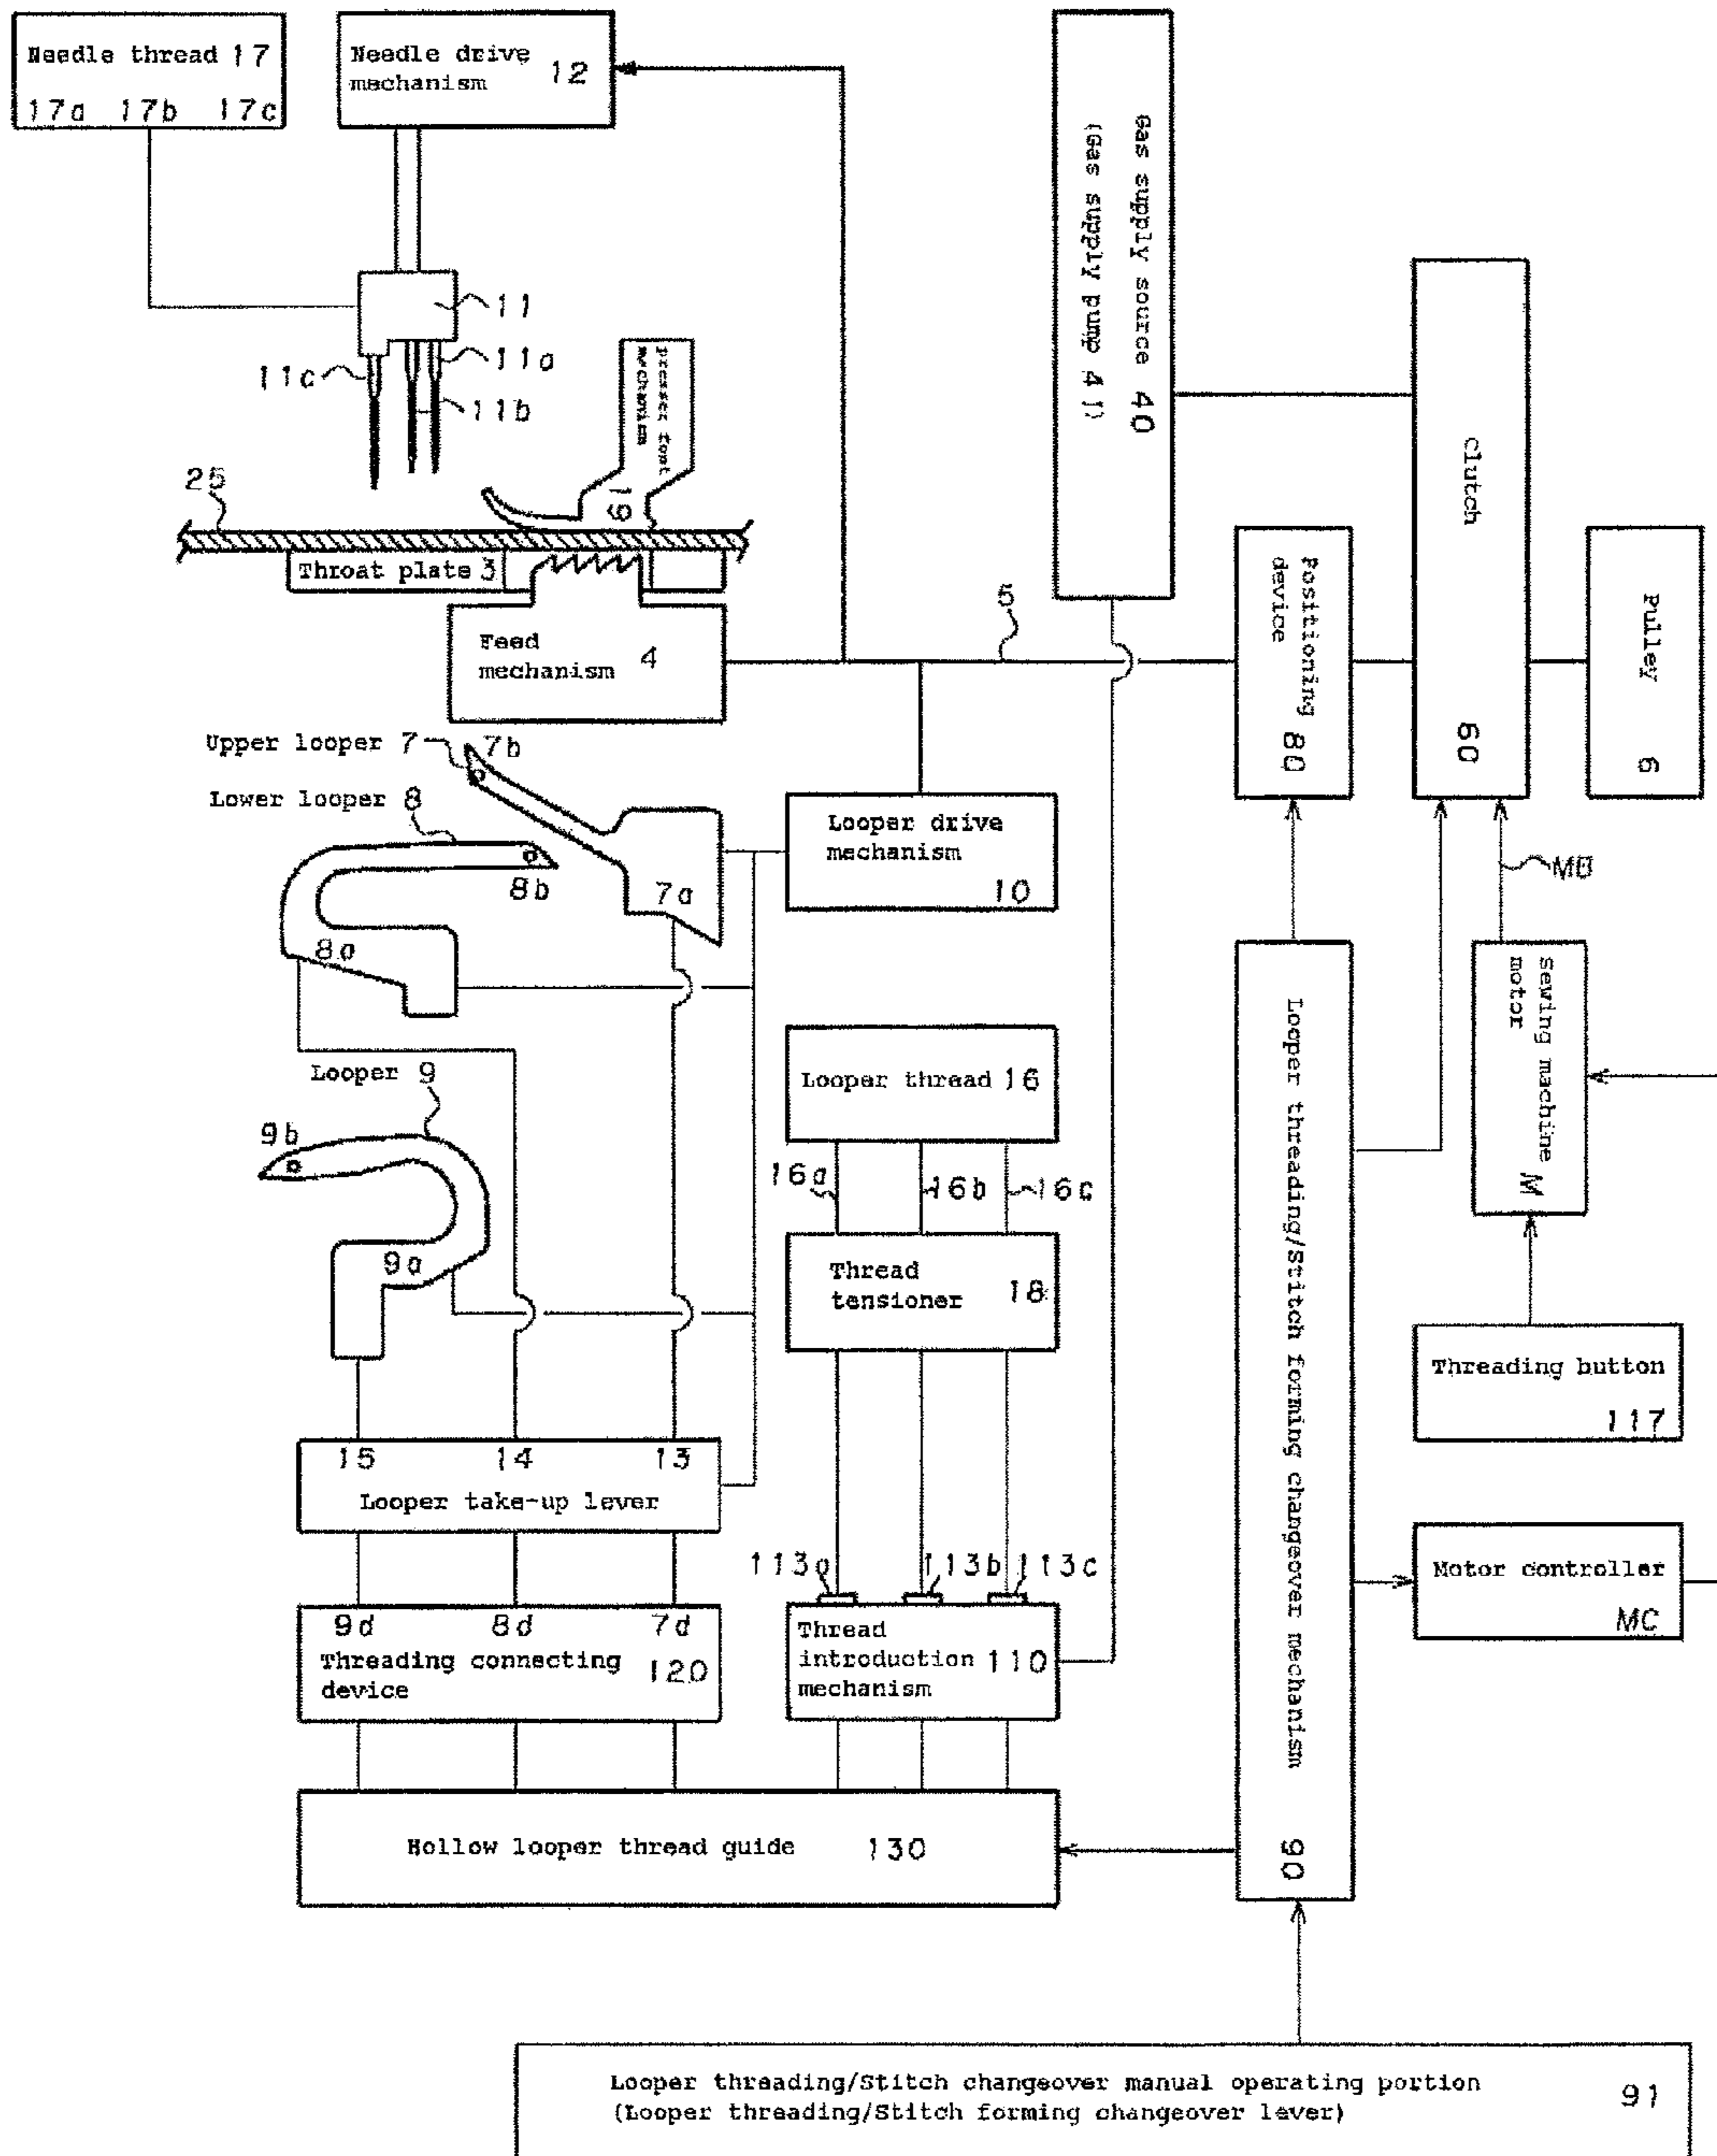 Needle thread 17
17a 17b 17c
Needle drive
mechanism 12
Gas supply source 40
(Gas supply pump 41)
Clutch
60
Pulley
6
Positioning
device
80
11
11a
11b
11c
presser font
mechanism
19
25
Throat plate 3
Feed
mechanism 4
5
Upper looper 7
7b
7a
Lower looper 8
8b
8a
Looper drive
mechanism
10
MB
Sewing machine
motor
M
Looper threading/Stitch forming changeover mechanism
90
Looper 9
9b
9a
Looper thread 16
16a 16b 16c
Thread
tensioner 18
Threading button
117
15 14 13
Looper take-up lever
113a 113b 113c
Motor controller
MC
9d 8d 7d
Threading connecting
device 120
Thread
introduction 110
mechanism
Hollow looper thread guide 130
Looper threading/Stitch changeover manual operating portion
(Looper threading/Stitch forming changeover lever)
91